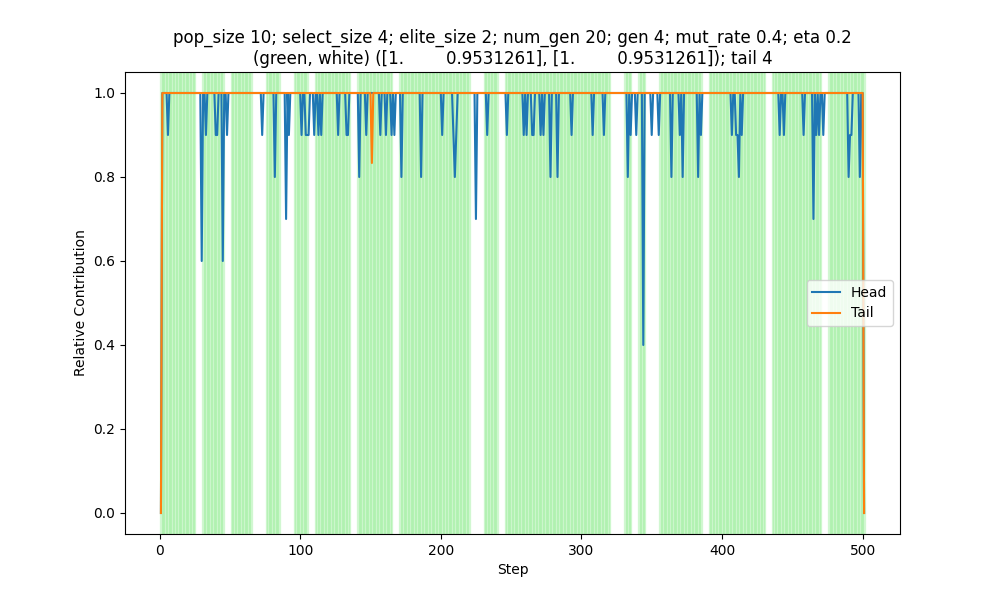 pop_size 10; select_size 4; elite_size 2; num_gen 20; gen 4; mut_rate 0.4; eta 0.2
(green, white) ([1.        0.9531261], [1.        0.9531261]); tail 4
1.0
0.8
0.6
0.4
0.2
0.0
Relative Contribution
Head
Tail
0 100 200 300 400 500
Step